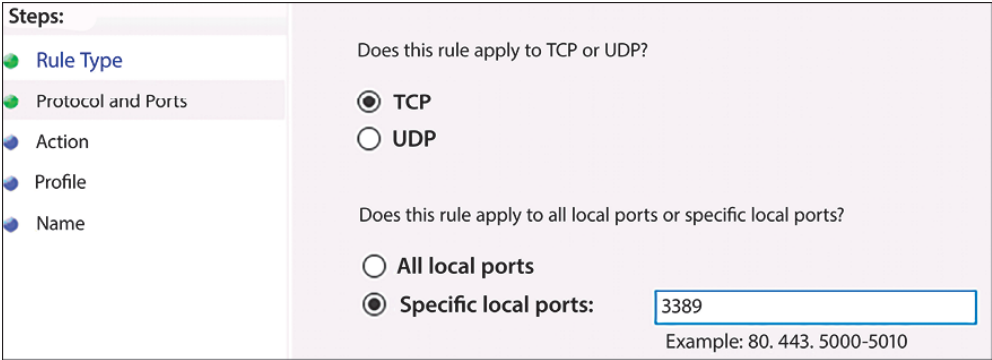 Steps:
Rule Type
Protocol and Ports
Action
Profile
Name
Does this rule apply to TCP or UDP?
TCP
UDP
Does this rule apply to all local ports or specific local ports?
All local ports
Specific local ports:
3389
Example: 80. 443. 5000-5010